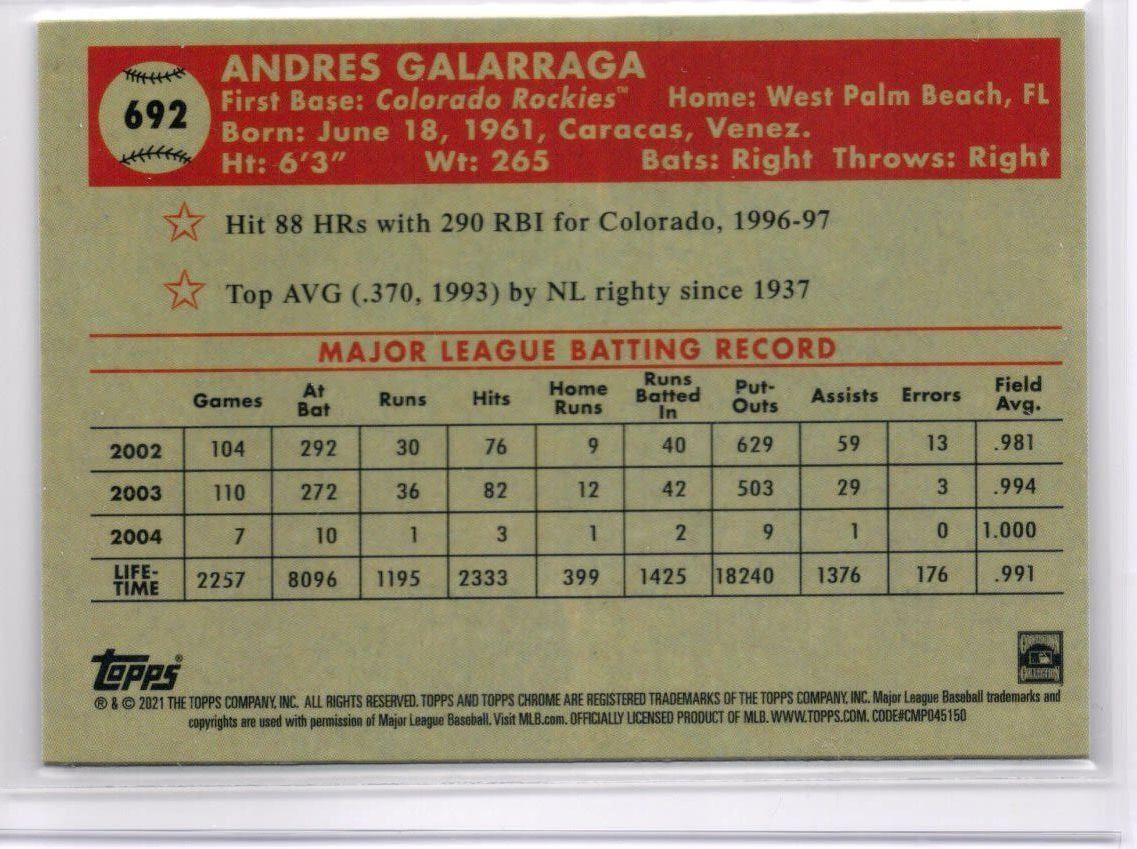 692
ANDRES GALARRAGA
First Base: Colorado Rockies™ Home: West Palm Beach, FL
Born: June 18, 1961, Caracas, Venez.
Ht: 6'3" Wt: 265 Bats: Right Throws: Right
Hit 88 HRs with 290 RBI for Colorado, 1996-97
Top AVG (.370, 1993) by NL righty since 1937
MAJOR LEAGUE BATTING RECORD
Games At Bat Runs Hits Home Runs Runs Batted In Put-Outs Assists Errors Field Avg.
2002 104 292 30 76 9 40 629 59 13 .981
2003 110 272 36 82 12 42 503 29 3 .994
2004 7 10 1 3 1 2 9 1 0 1.000
LIFE-TIME 2257 8096 1195 2333 399 1425 18240 1376 176 .991
COOPERSTOWN
COLLECTION
Topps®
® & © 2021 THE TOPPS COMPANY, INC. ALL RIGHTS RESERVED. TOPPS AND TOPPS CHROME ARE REGISTERED TRADEMARKS OF THE TOPPS COMPANY, INC. Major League Baseball trademarks and
copyrights are used with permission of Major League Baseball. Visit MLB.com. OFFICIALLY LICENSED PRODUCT OF MLB. WWW.TOPPS.COM. CODE#CMP045150